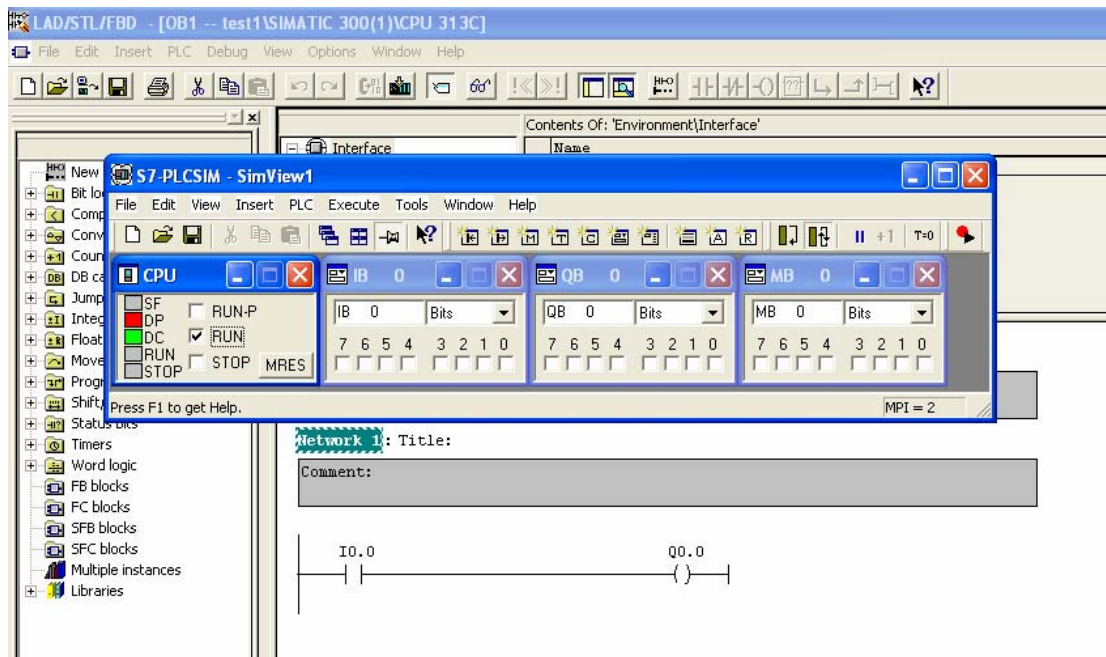 LAD/STL/FBD - [OB1 -- test1\SIMATIC 300(1)\CPU 313C]
File Edit Insert PLC Debug View Options Window Help
Contents Of: 'Environment\Interface'
Interface
Name
New
Bit lo
Comp
Conv
Coun
DB ca
Jump
Integ
Float
Move
Progr
Shift/
Status bits
Timers
Word logic
FB blocks
FC blocks
SFB blocks
SFC blocks
Multiple instances
Libraries
S7-PLCSIM - SimView1
File Edit View Insert PLC Execute Tools Window Help
+1 T=0
CPU
SF
DP
DC
RUN
STOP
RUN-P
RUN
STOP
MRES
IB 0
IB 0 Bits
7 6 5 4 3 2 1 0
QB 0
QB 0 Bits
7 6 5 4 3 2 1 0
MB 0
MB 0 Bits
7 6 5 4 3 2 1 0
Press F1 to get Help.
MPI = 2
Network 1: Title:
Comment:
I0.0 Q0.0